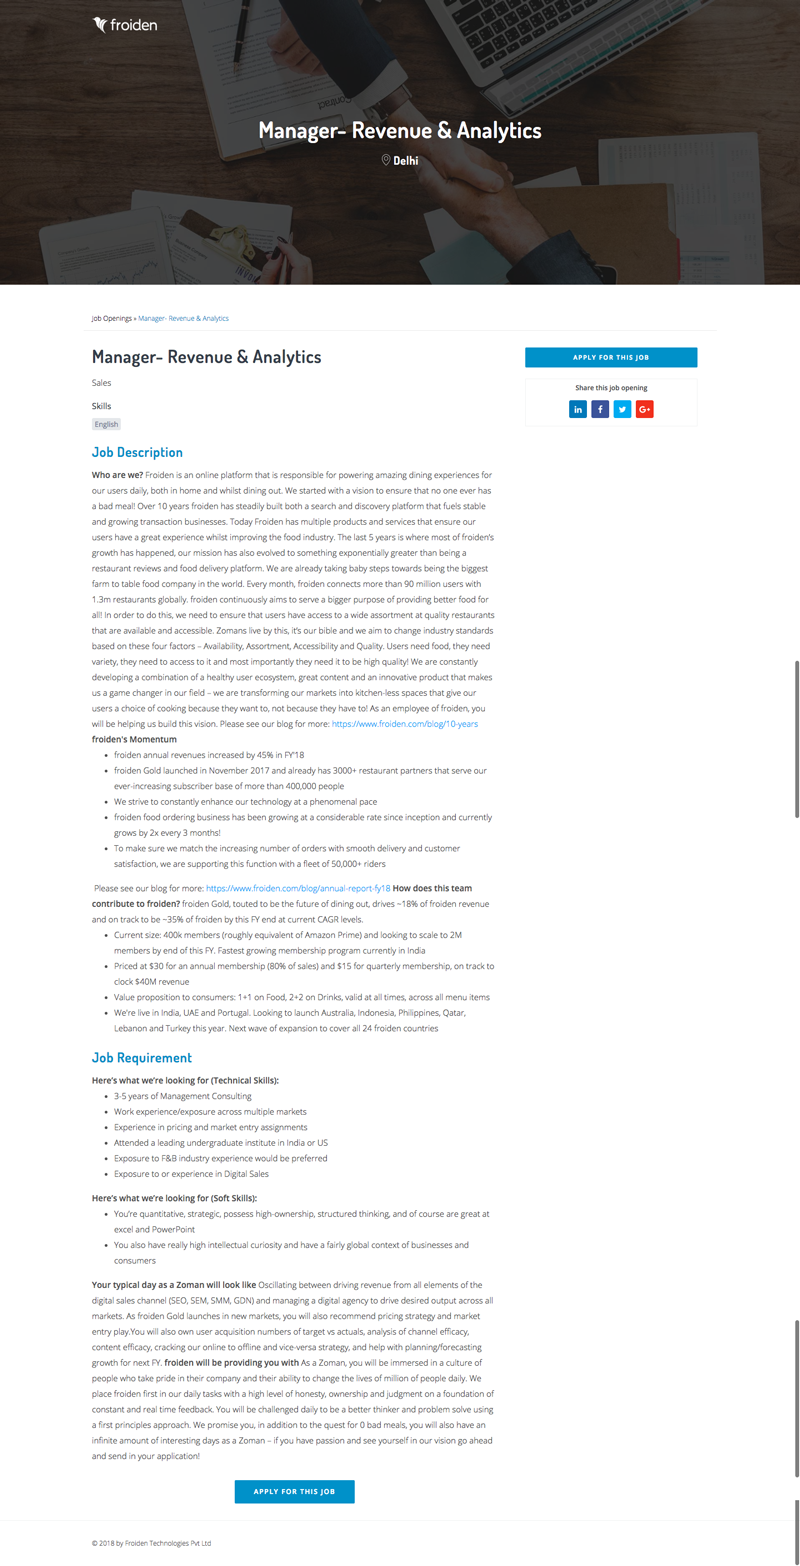 froiden
Contract
Manager- Revenue & Analytics
Delhi
INVOI
Job Openings » Manager- Revenue & Analytics
Manager- Revenue & Analytics
APPLY FOR THIS JOB
Sales
Share this job opening
Skills
in f G+
English
Job Description
Who are we? Froiden is an online platform that is responsible for powering amazing dining experiences for
our users daily, both in home and whilst dining out. We started with a vision to ensure that no one ever has
a bad meal! Over 10 years froiden has steadily built both a search and discovery platform that fuels stable
and growing transaction businesses. Today Froiden has multiple products and services that ensure our
users have a great experience whilst improving the food industry. The last 5 years is where most of froiden's
growth has happened, our mission has also evolved to something exponentially greater than being a
restaurant reviews and food delivery platform. We are already taking baby steps towards being the biggest
farm to table food company in the world. Every month, froiden connects more than 90 million users with
1.3m restaurants globally. froiden continuously aims to serve a bigger purpose of providing better food for
all! In order to do this, we need to ensure that users have access to a wide assortment at quality restaurants
that are available and accessible. Zomans live by this, it's our bible and we aim to change industry standards
based on these four factors – Availability, Assortment, Accessibility and Quality. Users need food, they need
variety, they need to access to it and most importantly they need it to be high quality! We are constantly
developing a combination of a healthy user ecosystem, great content and an innovative product that makes
us a game changer in our field – we are transforming our markets into kitchen-less spaces that give our
users a choice of cooking because they want to, not because they have to! As an employee of froiden, you
will be helping us build this vision. Please see our blog for more: https://www.froiden.com/blog/10-years
froiden's Momentum
• froiden annual revenues increased by 45% in FY'18
• froiden Gold launched in November 2017 and already has 3000+ restaurant partners that serve our
ever-increasing subscriber base of more than 400,000 people
• We strive to constantly enhance our technology at a phenomenal pace
• froiden food ordering business has been growing at a considerable rate since inception and currently
grows by 2x every 3 months!
• To make sure we match the increasing number of orders with smooth delivery and customer
satisfaction, we are supporting this function with a fleet of 50,000+ riders
Please see our blog for more: https://www.froiden.com/blog/annual-report-fy18 How does this team
contribute to froiden? froiden Gold, touted to be the future of dining out, drives ~18% of froiden revenue
and on track to be ~35% of froiden by this FY end at current CAGR levels.
• Current size: 400k members (roughly equivalent of Amazon Prime) and looking to scale to 2M
members by end of this FY. Fastest growing membership program currently in India
• Priced at $30 for an annual membership (80% of sales) and $15 for quarterly membership, on track to
clock $40M revenue
• Value proposition to consumers: 1+1 on Food, 2+2 on Drinks, valid at all times, across all menu items
• We're live in India, UAE and Portugal. Looking to launch Australia, Indonesia, Philippines, Qatar,
Lebanon and Turkey this year. Next wave of expansion to cover all 24 froiden countries
Job Requirement
Here's what we're looking for (Technical Skills):
• 3-5 years of Management Consulting
• Work experience/exposure across multiple markets
• Experience in pricing and market entry assignments
• Attended a leading undergraduate institute in India or US
• Exposure to F&B industry experience would be preferred
• Exposure to or experience in Digital Sales
Here's what we're looking for (Soft Skills):
• You're quantitative, strategic, possess high-ownership, structured thinking, and of course are great at
excel and PowerPoint
• You also have really high intellectual curiosity and have a fairly global context of businesses and
consumers
Your typical day as a Zoman will look like Oscillating between driving revenue from all elements of the
digital sales channel (SEO, SEM, SMM, GDN) and managing a digital agency to drive desired output across all
markets. As froiden Gold launches in new markets, you will also recommend pricing strategy and market
entry play.You will also own user acquisition numbers of target vs actuals, analysis of channel efficacy,
content efficacy, cracking our online to offline and vice-versa strategy, and help with planning/forecasting
growth for next FY. froiden will be providing you with As a Zoman, you will be immersed in a culture of
people who take pride in their company and their ability to change the lives of million of people daily. We
place froiden first in our daily tasks with a high level of honesty, ownership and judgment on a foundation of
constant and real time feedback. You will be challenged daily to be a better thinker and problem solve using
a first principles approach. We promise you, in addition to the quest for 0 bad meals, you will also have an
infinite amount of interesting days as a Zoman – if you have passion and see yourself in our vision go ahead
and send in your application!
APPLY FOR THIS JOB
© 2018 by Froiden Technologies Pvt Ltd